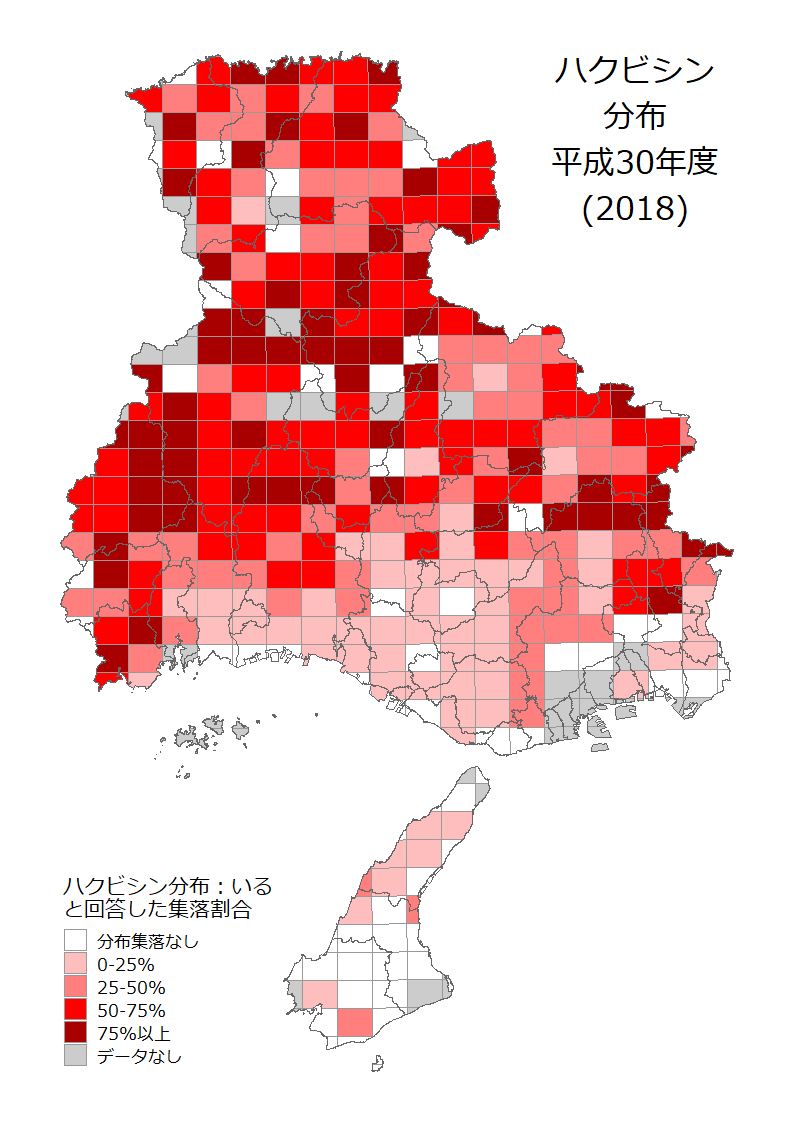 ハクビシン
分布
平成30年度
(2018)
ハクビシン分布：いる
と回答した集落割合
分布集落なし
0-25%
25-50%
50-75%
75%以上
データなし